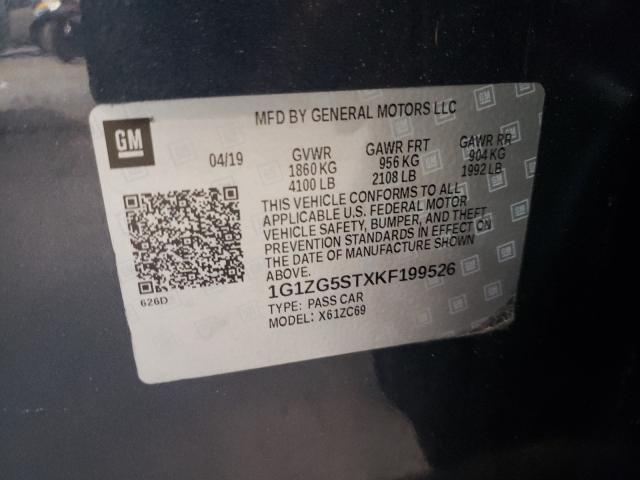 MFD BY GENERAL MOTORS LLC
GM
04/19 GVWR GAWR FRT GAWR RR
1860 KG 956 KG 904 KG
4100 LB 2108 LB 1992 LB
THIS VEHICLE CONFORMS TO ALL
APPLICABLE U.S. FEDERAL MOTOR
VEHICLE SAFETY, BUMPER, AND THEFT
PREVENTION STANDARDS IN EFFECT ON
THE DATE OF MANUFACTURE SHOWN
ABOVE.
626D
1G1ZG5STXKF199526
TYPE: PASS CAR
MODEL: X61ZC69